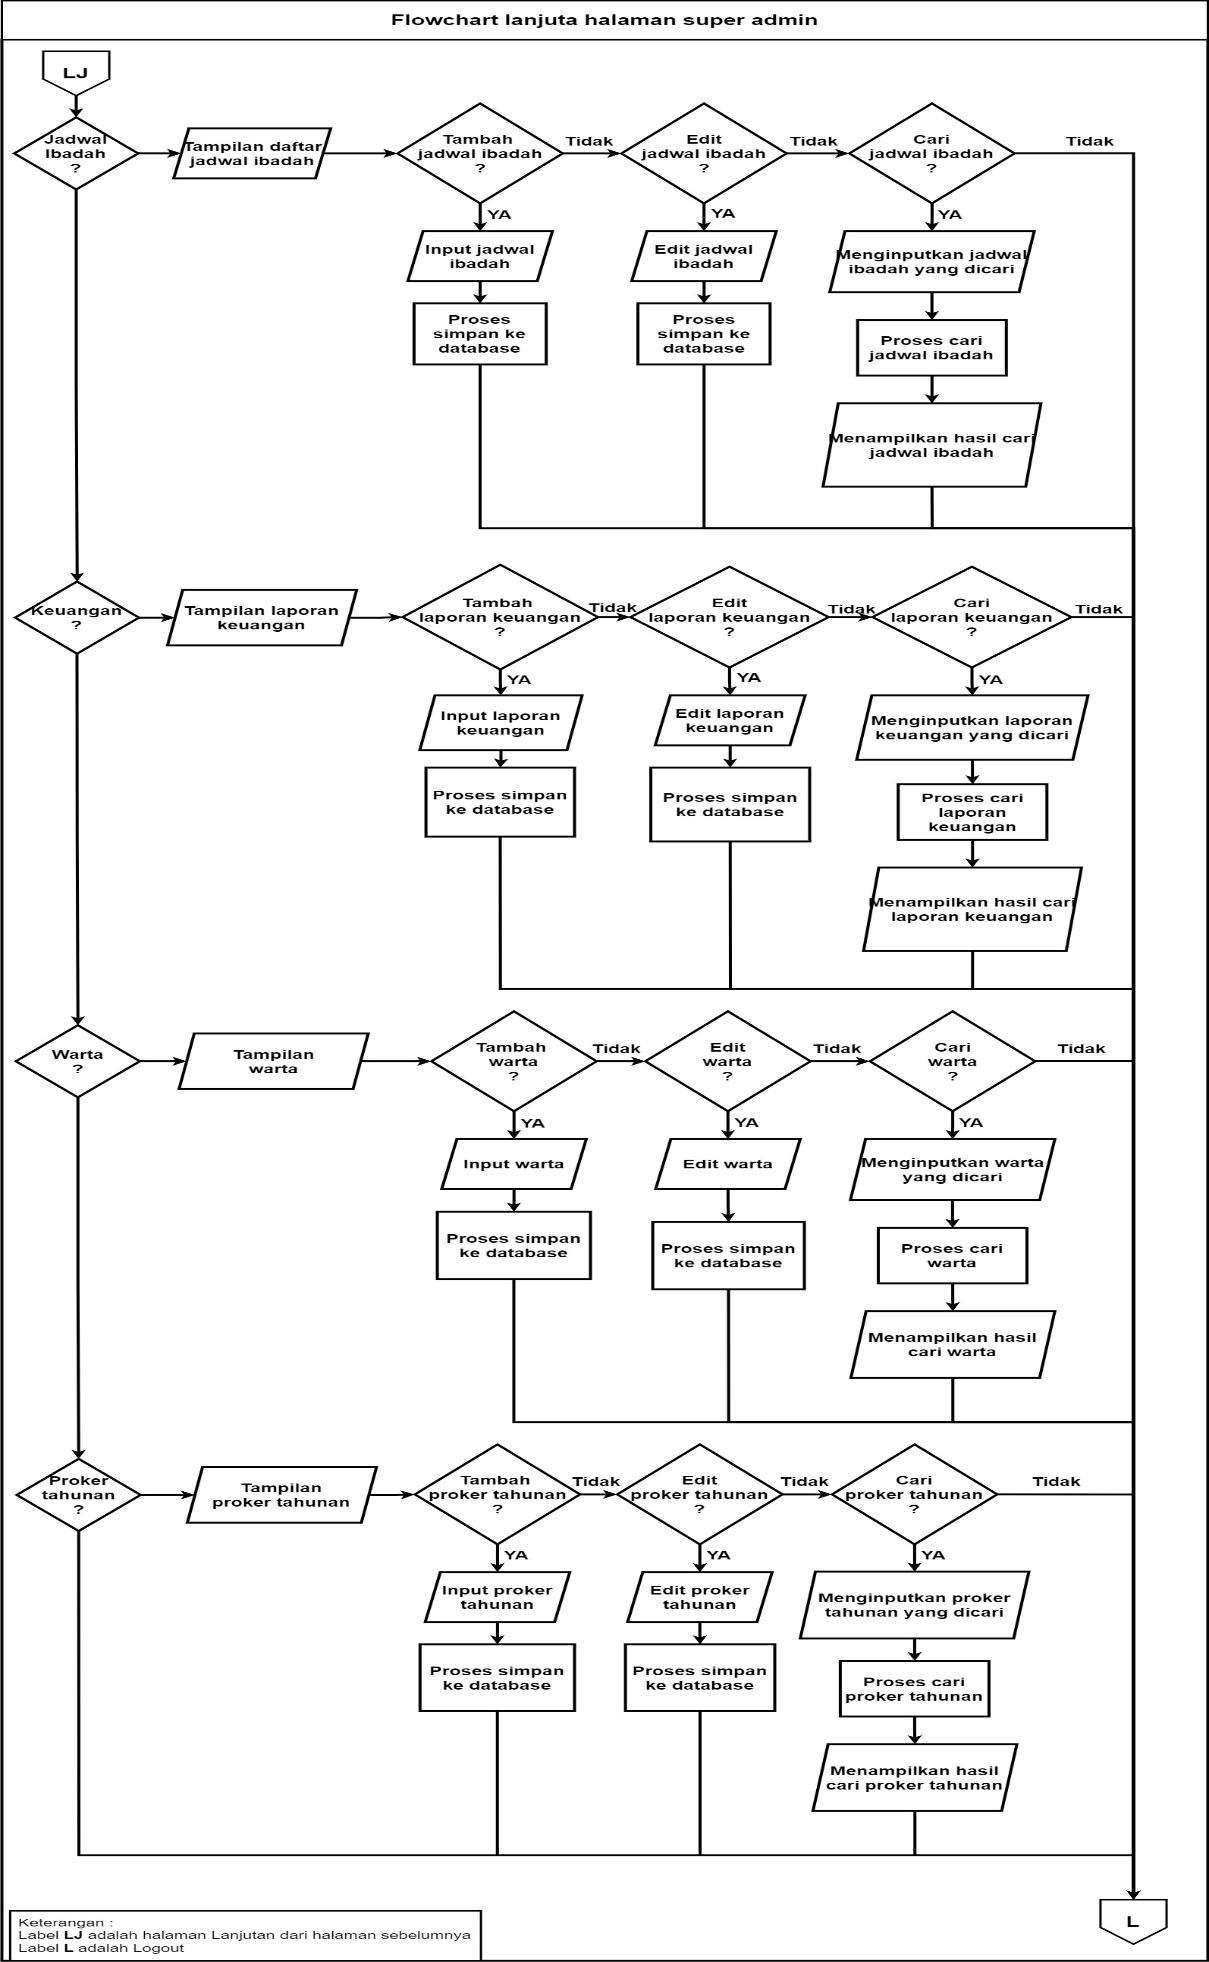 Flowchart lanjuta halaman super admin
LJ
Jadwal
Ibadah
?
Tampilan daftar
jadwal ibadah
Tambah
jadwal ibadah
?
Tidak
Edit
jadwal ibadah
?
Tidak
Cari
jadwal ibadah
?
Tidak
YA
YA
YA
Input jadwal
ibadah
Edit jadwal
ibadah
Menginputkan jadwal
ibadah yang dicari
Proses
simpan ke
database
Proses
simpan ke
database
Proses cari
jadwal ibadah
Menampilkan hasil cari
jadwal ibadah
Keuangan
?
Tampilan laporan
keuangan
Tambah
laporan keuangan
?
Tidak
Edit
laporan keuangan
?
Tidak
Cari
laporan keuangan
?
Tidak
YA
YA
YA
Input laporan
keuangan
Edit laporan
keuangan
Menginputkan laporan
keuangan yang dicari
Proses simpan
ke database
Proses simpan
ke database
Proses cari
laporan
keuangan
Menampilkan hasil cari
laporan keuangan
Warta
?
Tampilan
warta
Tambah
warta
?
Tidak
Edit
warta
?
Tidak
Cari
warta
?
Tidak
YA
YA
YA
Input warta
Edit warta
Menginputkan warta
yang dicari
Proses simpan
ke database
Proses simpan
ke database
Proses cari
warta
Menampilkan hasil
cari warta
Proker
tahunan
?
Tampilan
proker tahunan
Tambah
proker tahunan
?
Tidak
Edit
proker tahunan
?
Tidak
Cari
proker tahunan
?
Tidak
YA
YA
YA
Input proker
tahunan
Edit proker
tahunan
Menginputkan proker
tahunan yang dicari
Proses simpan
ke database
Proses simpan
ke database
Proses cari
proker tahunan
Menampilkan hasil
cari proker tahunan
L
Keterangan :
Label LJ adalah halaman Lanjutan dari halaman sebelumnya
Label L adalah Logout